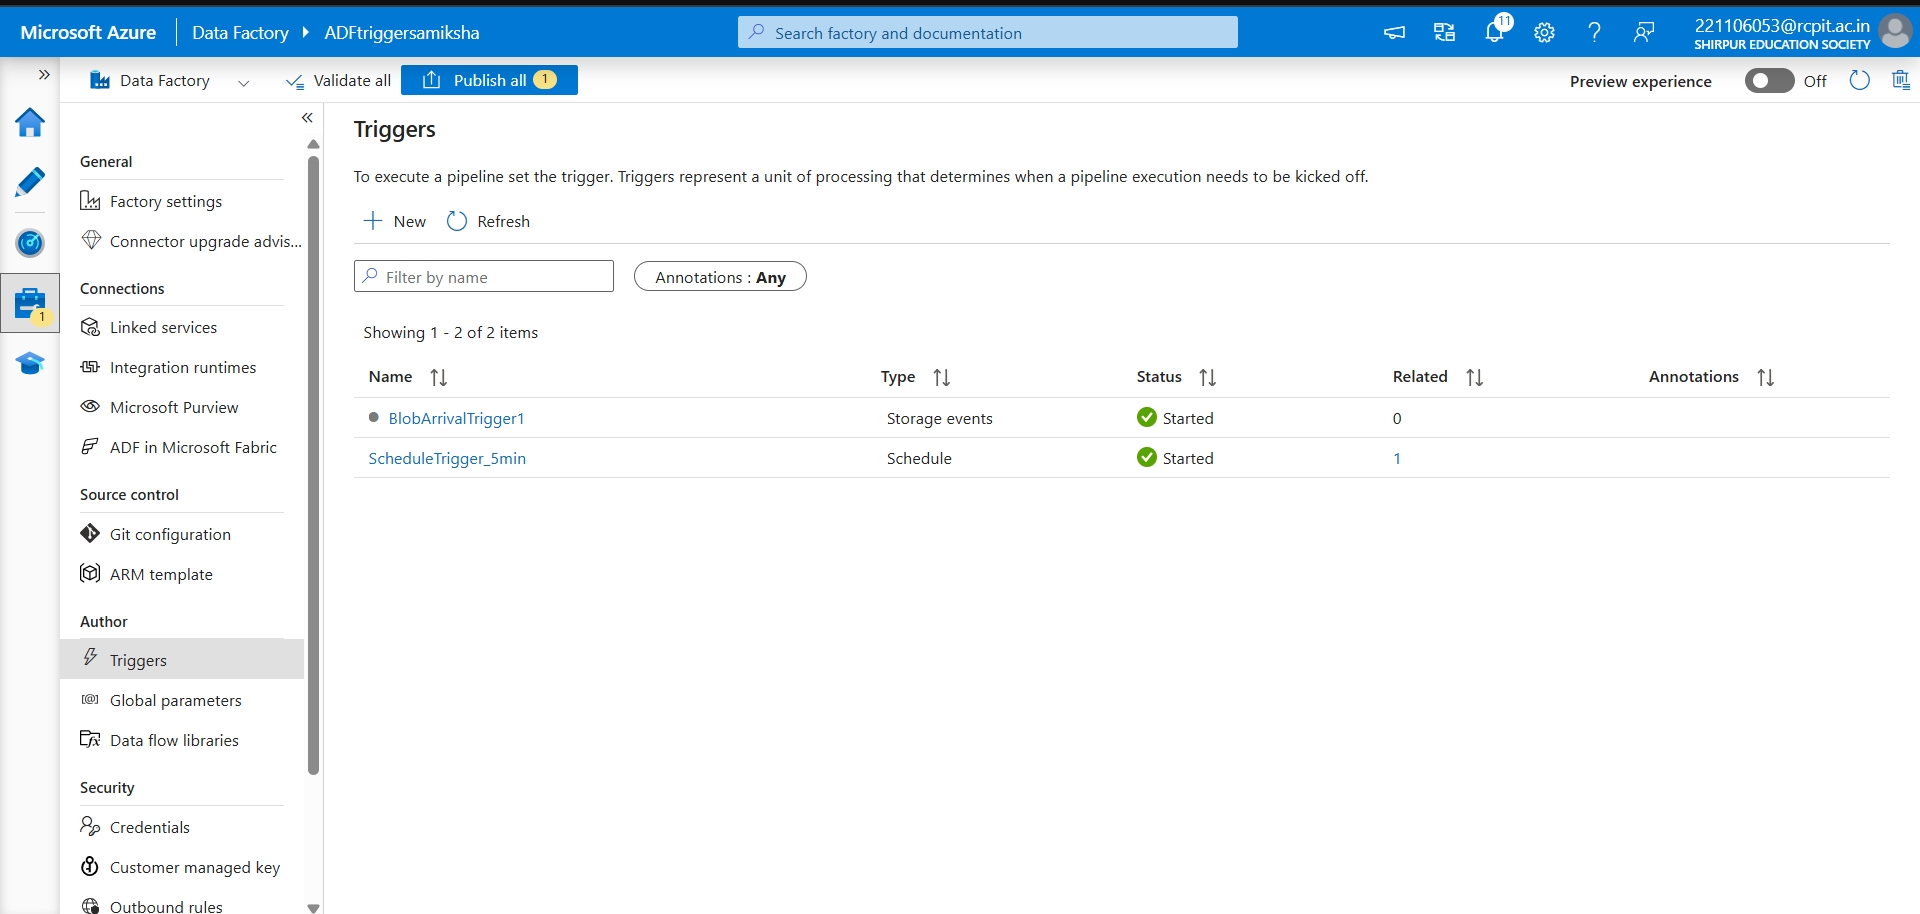 Microsoft Azure
Data Factory
ADFtriggersamiksha
Search factory and documentation
11
221106053@rcpit.ac.in
SHIRPUR EDUCATION SOCIETY
Data Factory
Validate all
Publish all 1
Preview experience
Off
1
General
Factory settings
Connector upgrade advis...
Connections
Linked services
Integration runtimes
Microsoft Purview
ADF in Microsoft Fabric
Source control
Git configuration
ARM template
Author
Triggers
Global parameters
Data flow libraries
Security
Credentials
Customer managed key
Outbound rules
Triggers
To execute a pipeline set the trigger. Triggers represent a unit of processing that determines when a pipeline execution needs to be kicked off.
New
Refresh
Filter by name
Annotations : Any
Showing 1 - 2 of 2 items
Name Type Status Related Annotations
BlobArrivalTrigger1 Storage events Started 0
ScheduleTrigger_5min Schedule Started 1